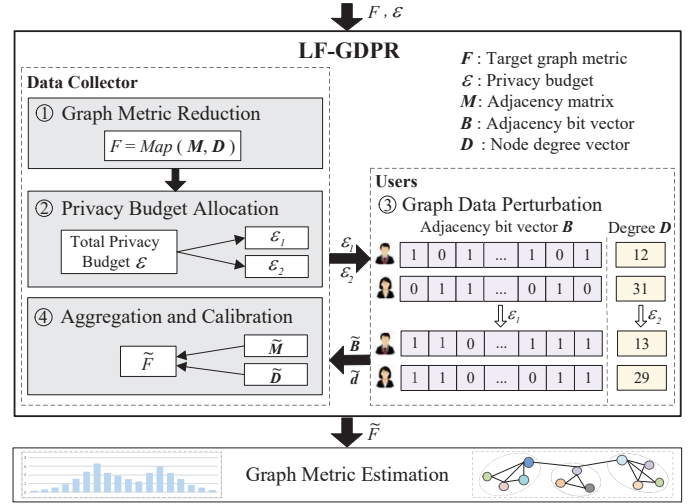 F , ε
LF-GDPR
F : Target graph metric
ε : Privacy budget
M : Adjacency matrix
B : Adjacency bit vector
D : Node degree vector
Data Collector
① Graph Metric Reduction
F = Map ( M, D )
② Privacy Budget Allocation
Total Privacy
Budget ε
ε₁
ε₂
④ Aggregation and Calibration
F̃
M̃
D̃
ε₁
ε₂
B̃
d̃
Users
③ Graph Data Perturbation
Adjacency bit vector B
Degree D
1 0 1 ... 1 0 1
12
0 1 1 ... 0 1 0
31
ε₁
ε₂
1 1 0 ... 1 1 1
13
1 1 0 ... 0 1 1
29
F̃
Graph Metric Estimation